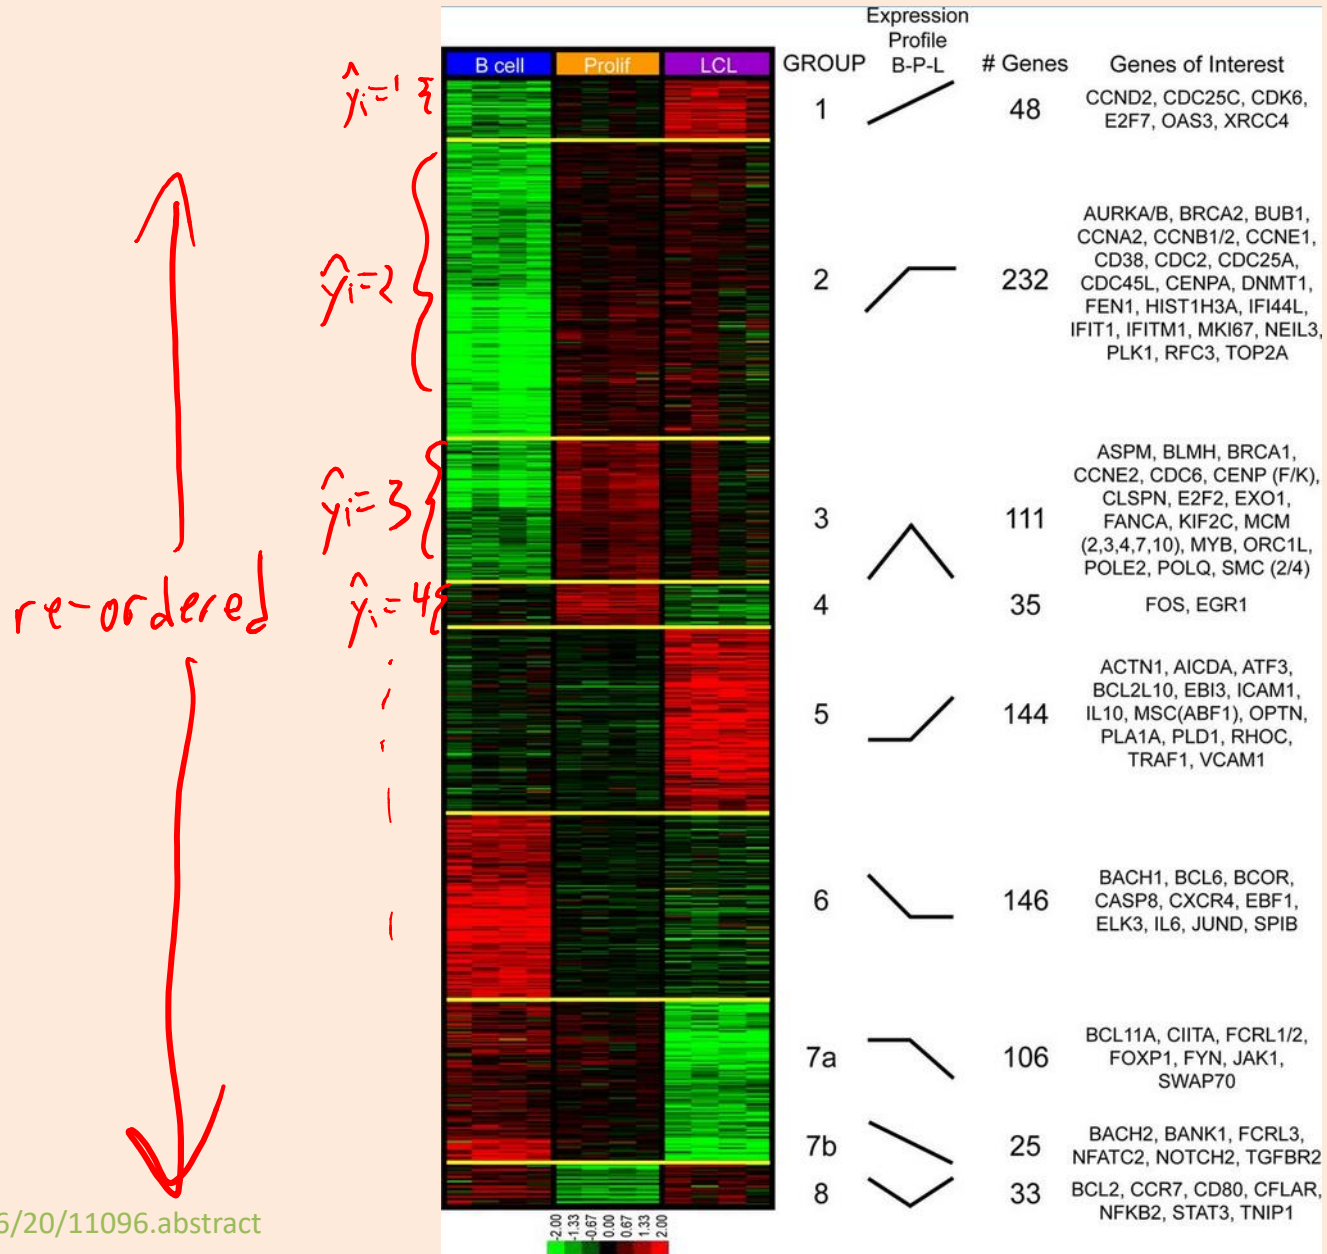 Expression
Profile
B cell Prolif LCL GROUP B-P-L # Genes Genes of Interest
ŷi=1 {
1 48 CCND2, CDC25C, CDK6,
E2F7, OAS3, XRCC4
ŷi=2 {
2 232 AURKA/B, BRCA2, BUB1,
CCNA2, CCNB1/2, CCNE1,
CD38, CDC2, CDC25A,
CDC45L, CENPA, DNMT1,
FEN1, HIST1H3A, IFI44L,
IFIT1, IFITM1, MKI67, NEIL3,
PLK1, RFC3, TOP2A
ŷi=3 {
3 111 ASPM, BLMH, BRCA1,
CCNE2, CDC6, CENP (F/K),
CLSPN, E2F2, EXO1,
FANCA, KIF2C, MCM
(2,3,4,7,10), MYB, ORC1L,
POLE2, POLQ, SMC (2/4)
re-ordered
ŷi=4 {
4 35 FOS, EGR1
5 144 ACTN1, AICDA, ATF3,
BCL2L10, EBI3, ICAM1,
IL10, MSC(ABF1), OPTN,
PLA1A, PLD1, RHOC,
TRAF1, VCAM1
6 146 BACH1, BCL6, BCOR,
CASP8, CXCR4, EBF1,
ELK3, IL6, JUND, SPIB
7a 106 BCL11A, CIITA, FCRL1/2,
FOXP1, FYN, JAK1,
SWAP70
7b 25 BACH2, BANK1, FCRL3,
NFATC2, NOTCH2, TGFBR2
8 33 BCL2, CCR7, CD80, CFLAR,
NFKB2, STAT3, TNIP1
6/20/11096.abstract
-2.00 -1.33 -0.67 0.00 0.67 1.33 2.00